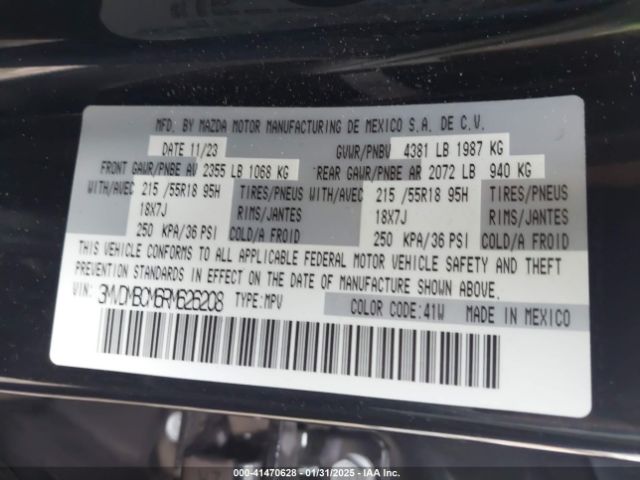 MFD. BY MAZDA MOTOR MANUFACTURING DE MEXICO S.A. DE C.V.
DATE 11/23 GVWR/PNBV 4381 LB 1987 KG
FRONT GAWR/PNBE AV 2355 LB 1068 KG REAR GAWR/PNBE AR 2072 LB 940 KG
WITH/AVEC 215 /55R18 95H TIRES/PNEUS WITH/AVEC 215 /55R18 95H TIRES/PNEUS
18X7J RIMS/JANTES 18X7J RIMS/JANTES
250 KPA/36 PSI COLD/A FROID 250 KPA/36 PSI COLD/A FROID
THIS VEHICLE CONFORMS TO ALL APPLICABLE FEDERAL MOTOR VEHICLE SAFETY AND THEFT
PREVENTION STANDARDS IN EFFECT ON THE DATE OF MANUFACTURE SHOWN ABOVE.
VIN: 3MVDMBCM6RM626208 TYPE:MPV COLOR CODE:41W MADE IN MEXICO
000-41470628 - 01/31/2025 - IAA Inc.